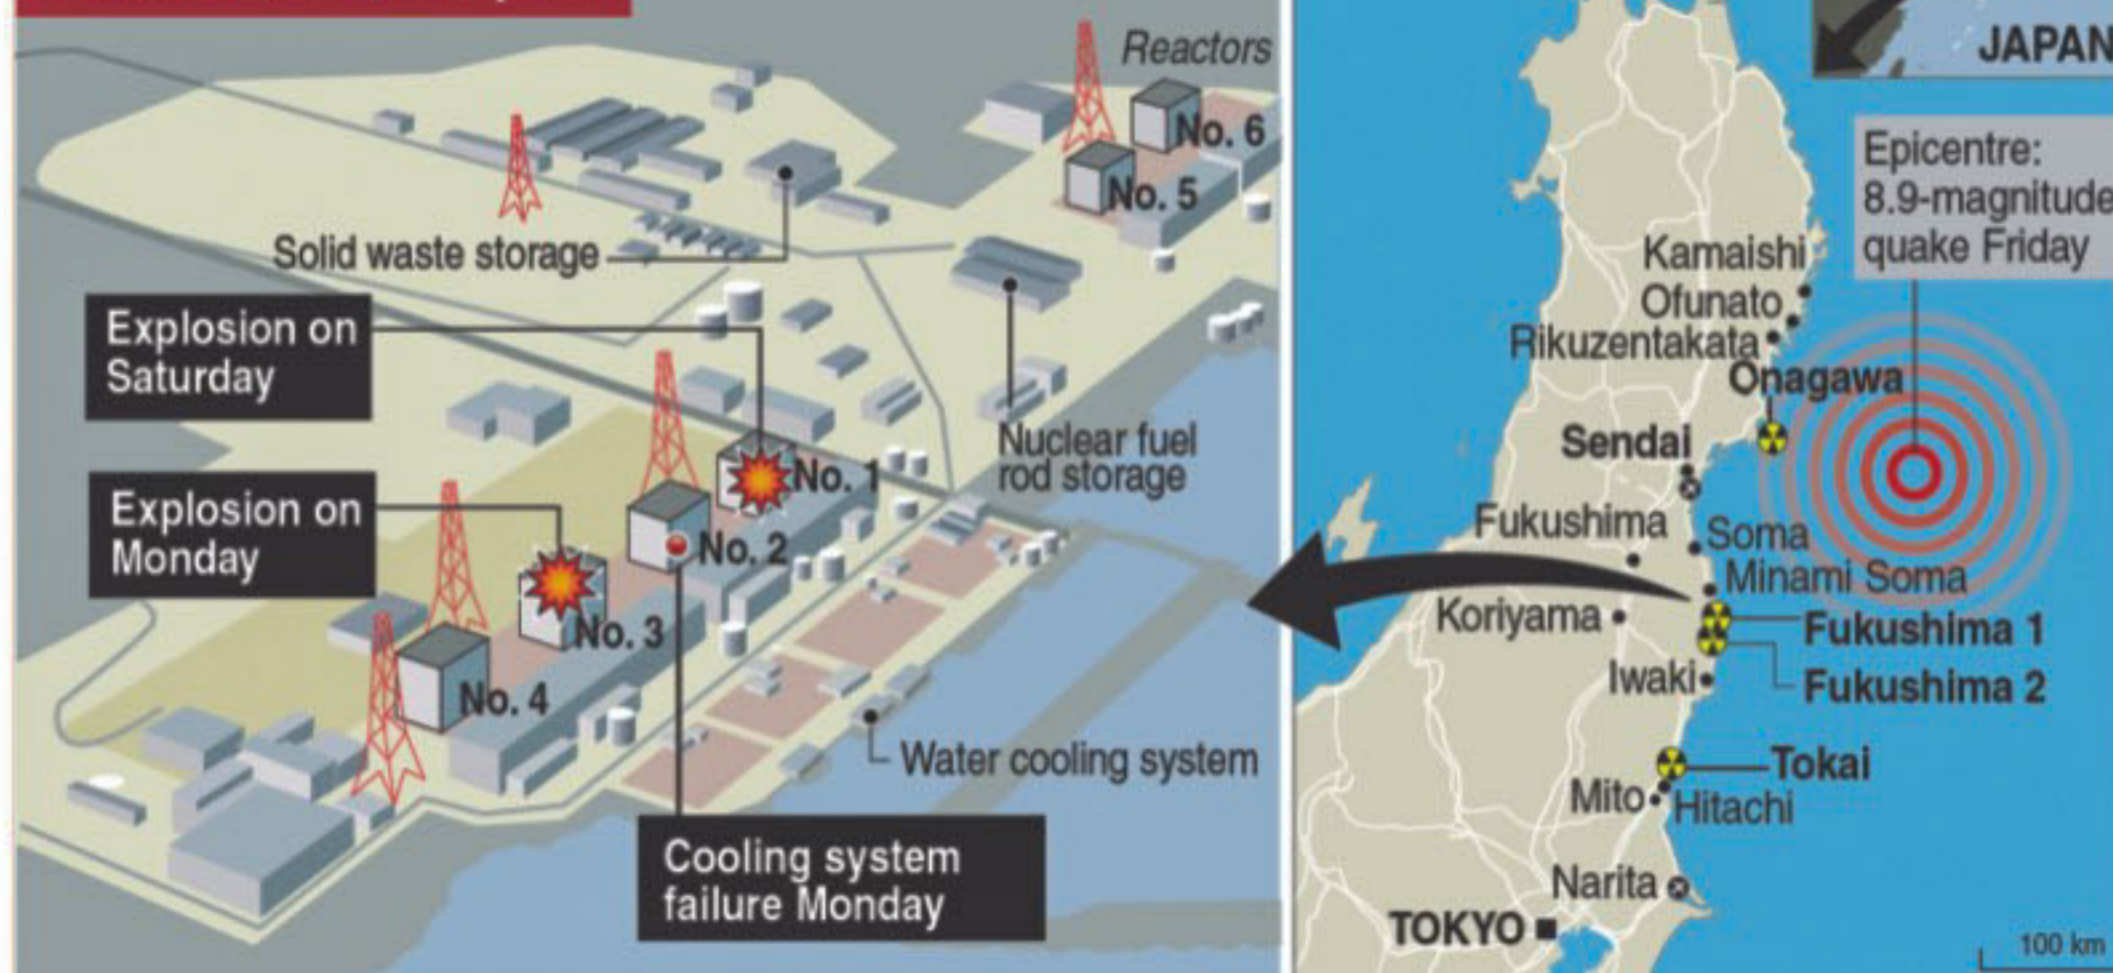 Reactors
No. 6
No. 5
Solid waste storage
Explosion on
Saturday
Nuclear fuel
rod storage
No. 1
Explosion on
Monday
No. 2
No. 3
No. 4
Water cooling system
Cooling system
failure Monday
JAPAN
Epicentre:
8.9-magnitude
quake Friday
Kamaishi
Ofunato
Rikuzentakata
Onagawa
Sendai
Fukushima
Soma
Minami Soma
Koriyama
Fukushima 1
Iwaki
Fukushima 2
Tokai
Mito
Hitachi
Narita
TOKYO
100 km